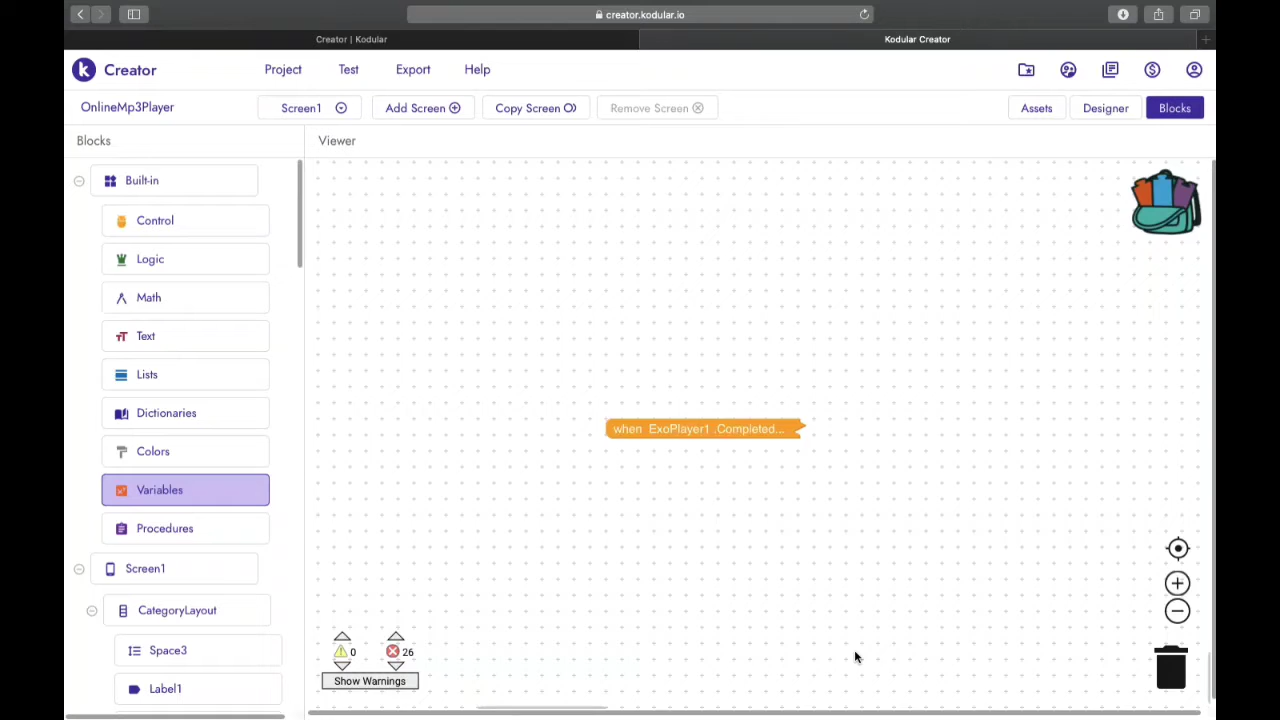 creator.kodular.io
Creator | Kodular
Kodular Creator
k Creator
Project
Test
Export
Help
OnlineMp3Player
Screen1
Add Screen
Copy Screen
Remove Screen
Assets
Designer
Blocks
Blocks
Viewer
Built-in
Control
Logic
Math
Text
Lists
Dictionaries
Colors
Variables
Procedures
Screen1
CategoryLayout
Space3
Label1
when ExoPlayer1 .Completed...
0
26
Show Warnings